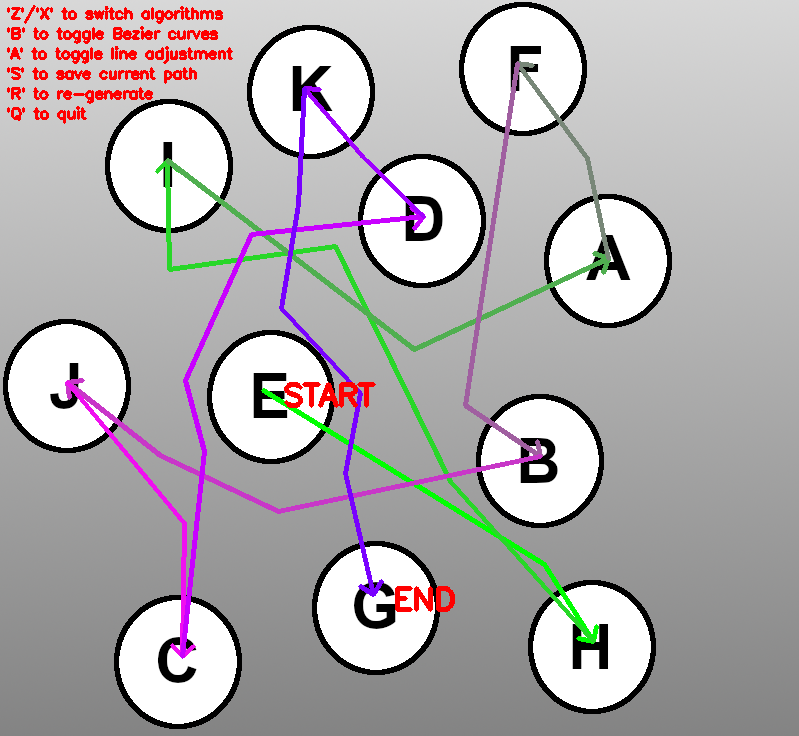 'Z'/'X' to switch algorithms
'B' to toggle Bezier curves
'A' to toggle line adjustment
'S' to save current path
'R' to re-generate
'Q' to quit
K
F
I
D
A
J
E START
B
G END
H
C